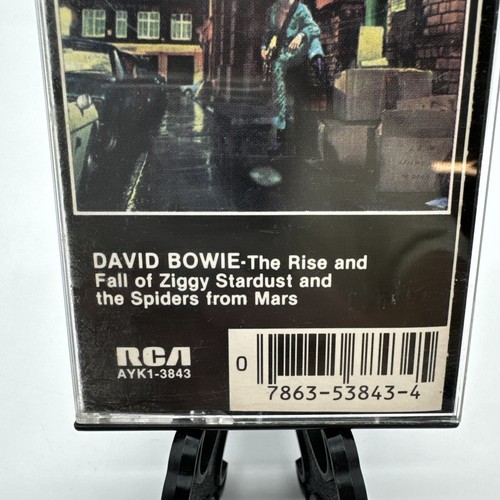 DAVID BOWIE-The Rise and
Fall of Ziggy Stardust and
the Spiders from Mars
RCA
AYK1-3843
0
7863-53843-4